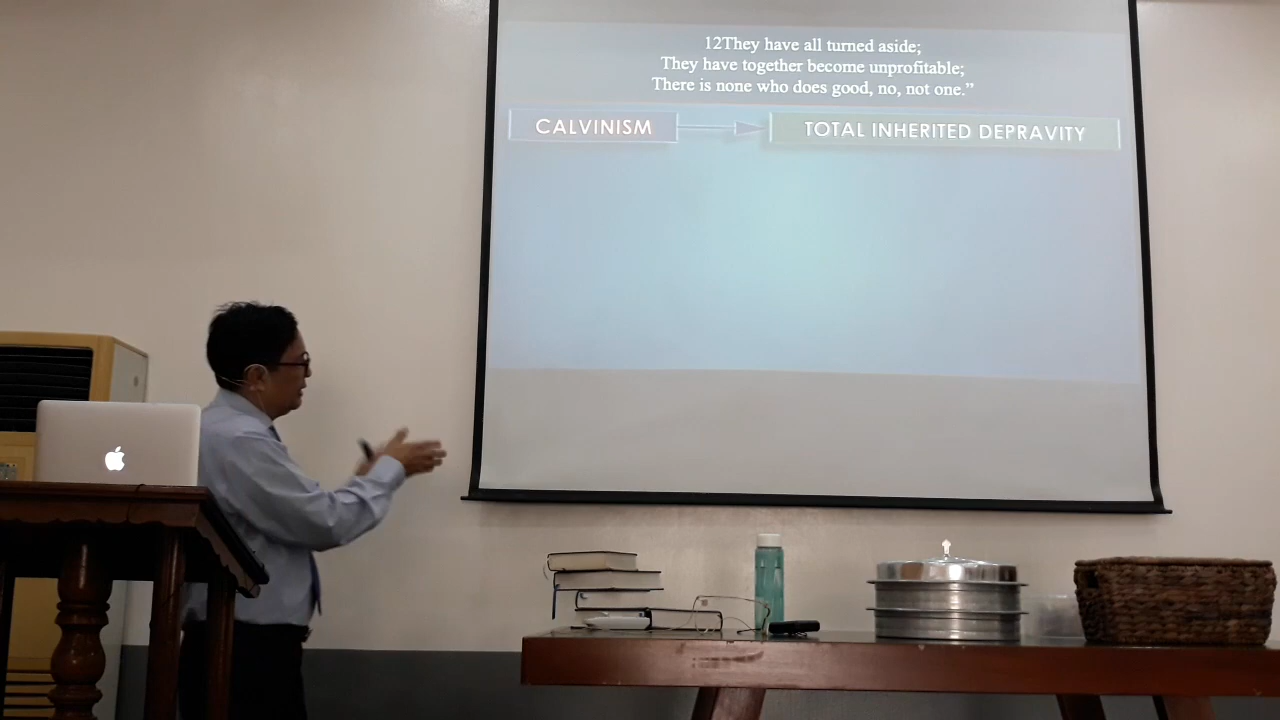 12They have all turned aside;
They have together become unprofitable;
There is none who does good, no, not one.”
CALVINISM
TOTAL INHERITED DEPRAVITY